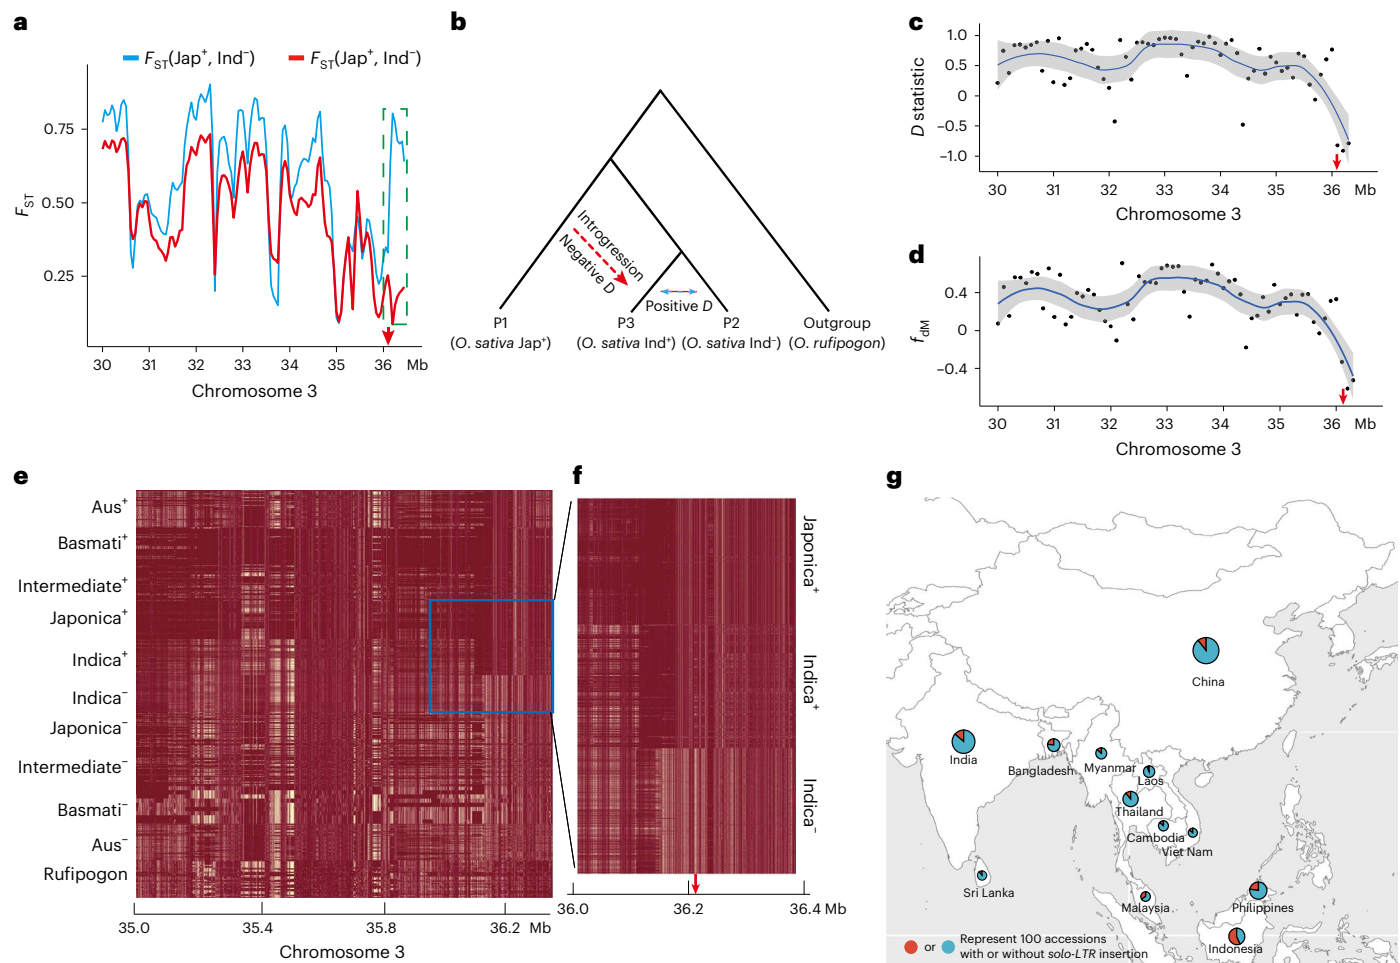 a
F_ST(Jap⁺, Ind⁻) F_ST(Jap⁺, Ind⁻)
F_ST
0.75
0.50
0.25
30 31 32 33 34 35 36 Mb
Chromosome 3
b
Introgression
Negative D
Positive D
P1 P3 P2 Outgroup
(O. sativa Jap⁺) (O. sativa Ind⁺) (O. sativa Ind⁻) (O. rufipogon)
c
D statistic
1.0
0.5
0
−0.5
−1.0
30 31 32 33 34 35 36 Mb
Chromosome 3
d
f_dM
0.4
0
−0.4
30 31 32 33 34 35 36 Mb
Chromosome 3
e
Aus⁺
Basmati⁺
Intermediate⁺
Japonica⁺
Indica⁺
Indica⁻
Japonica⁻
Intermediate⁻
Basmati⁻
Aus⁻
Rufipogon
35.0 35.4 35.8 36.2 Mb
Chromosome 3
f
Japonica⁺
Indica⁺
Indica⁻
36.0 36.2 36.4 Mb
g
China
India
Bangladesh
Myanmar
Laos
Thailand
Cambodia
Viet Nam
Sri Lanka
Malaysia
Philippines
Indonesia
or Represent 100 accessions
with or without solo-LTR insertion